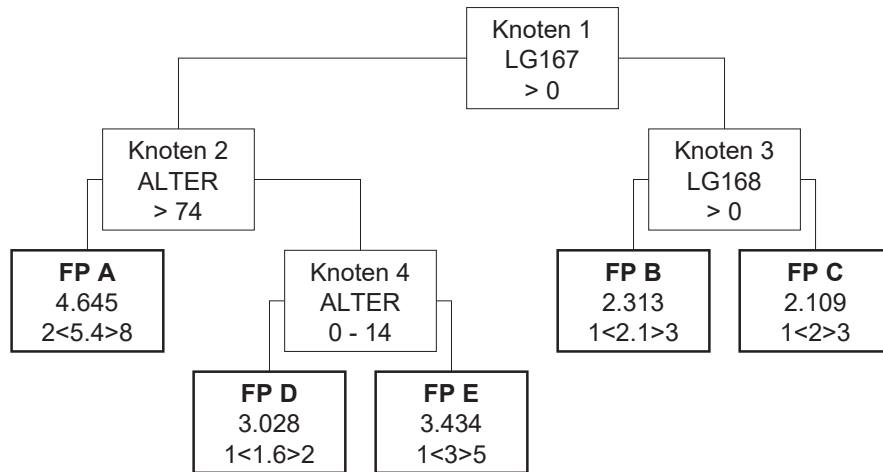 Knoten 1
LG167
> 0
Knoten 2
ALTER
> 74
Knoten 3
LG168
> 0
FP A
4.645
2<5.4>8
Knoten 4
ALTER
0 - 14
FP B
2.313
1<2.1>3
FP C
2.109
1<2>3
FP D
3.028
1<1.6>2
FP E
3.434
1<3>5